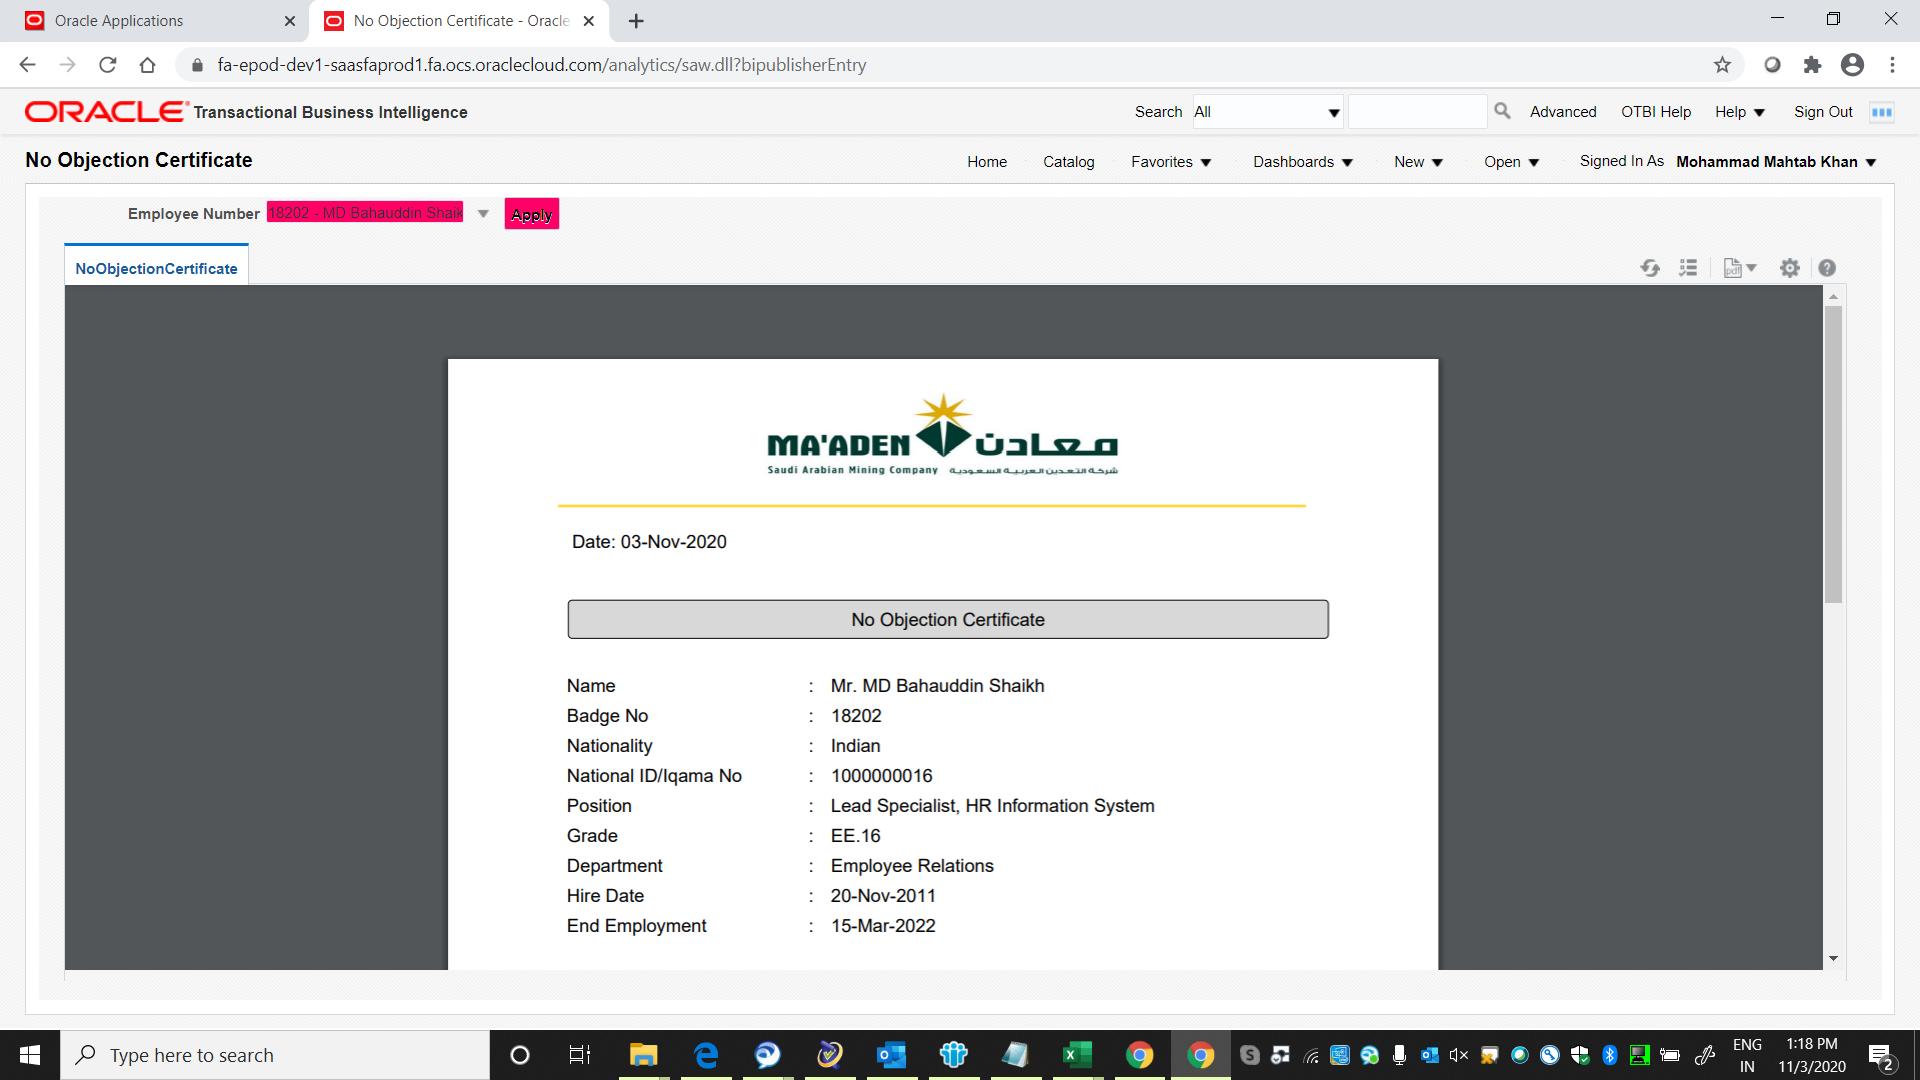 Oracle Applications
No Objection Certificate - Oracle
fa-epod-dev1-saasfaprod1.fa.ocs.oraclecloud.com/analytics/saw.dll?bipublisherEntry
ORACLE Transactional Business Intelligence
Search All Advanced OTBI Help Help Sign Out
No Objection Certificate
Home Catalog Favorites Dashboards New Open Signed In As Mohammad Mahtab Khan
Employee Number 18202 - MD Bahauddin Shaik Apply
NoObjectionCertificate
MA'ADEN معادن
Saudi Arabian Mining Company شركة التعدين العربية السعودية
Date: 03-Nov-2020
No Objection Certificate
Name : Mr. MD Bahauddin Shaikh
Badge No : 18202
Nationality : Indian
National ID/Iqama No : 1000000016
Position : Lead Specialist, HR Information System
Grade : EE.16
Department : Employee Relations
Hire Date : 20-Nov-2011
End Employment : 15-Mar-2022
Type here to search
ENG
IN
1:18 PM
11/3/2020
2